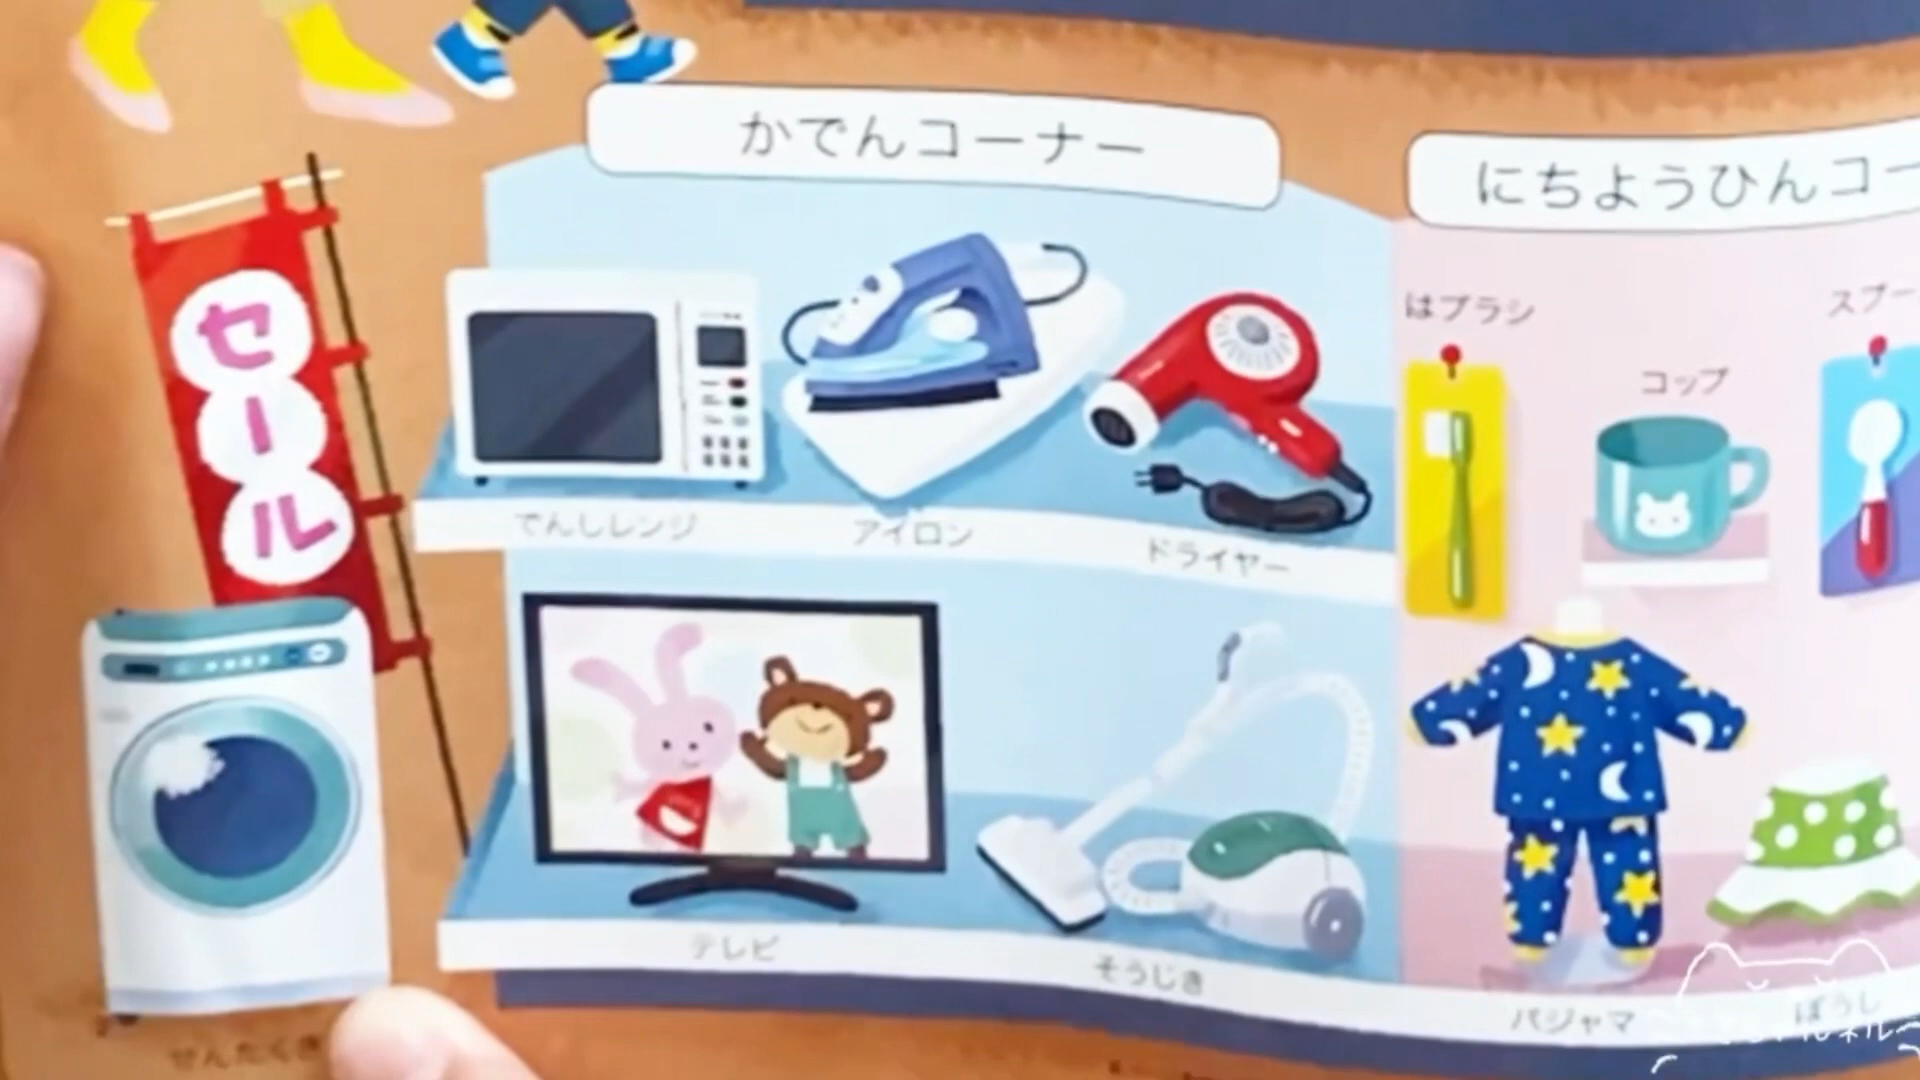 かでんコーナー
にちようひんコー
セール
はブラシ
スプー
コップ
でんしレンジ
アイロン
ドライヤー
テレビ
そうじき
パジャマ
ぼうし
せんたくき